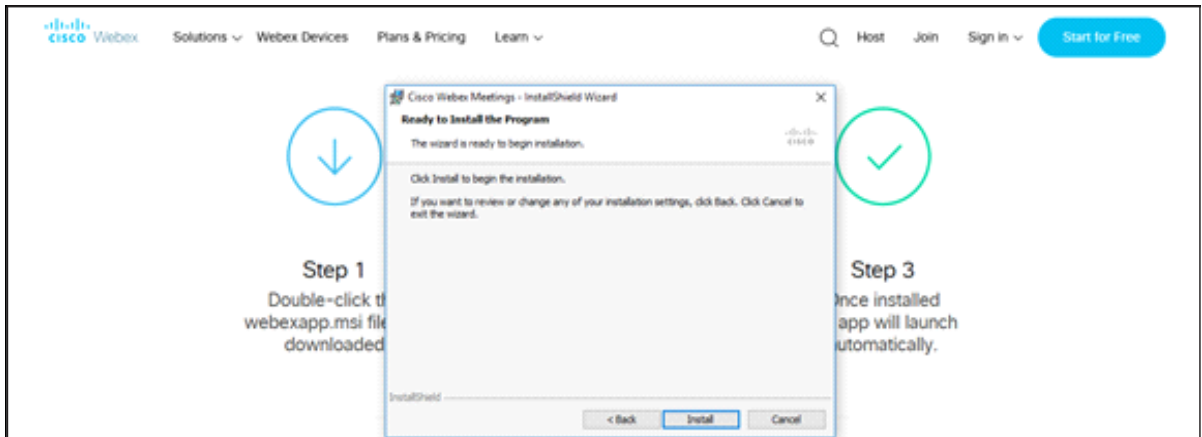 cisco Webex Solutions Webex Devices Plans & Pricing Learn Host Join Sign in Start for Free
Cisco Webex Meetings - InstallShield Wizard
Ready to Install the Program
The wizard is ready to begin installation.
cisco
Click Install to begin the installation.
If you want to review or change any of your installation settings, click Back. Click Cancel to
exit the wizard.
Step 1
Double-click
webexapp.msi file
downloaded
Step 3
installed
app will launch
automatically.
InstallShield
< Back Install Cancel